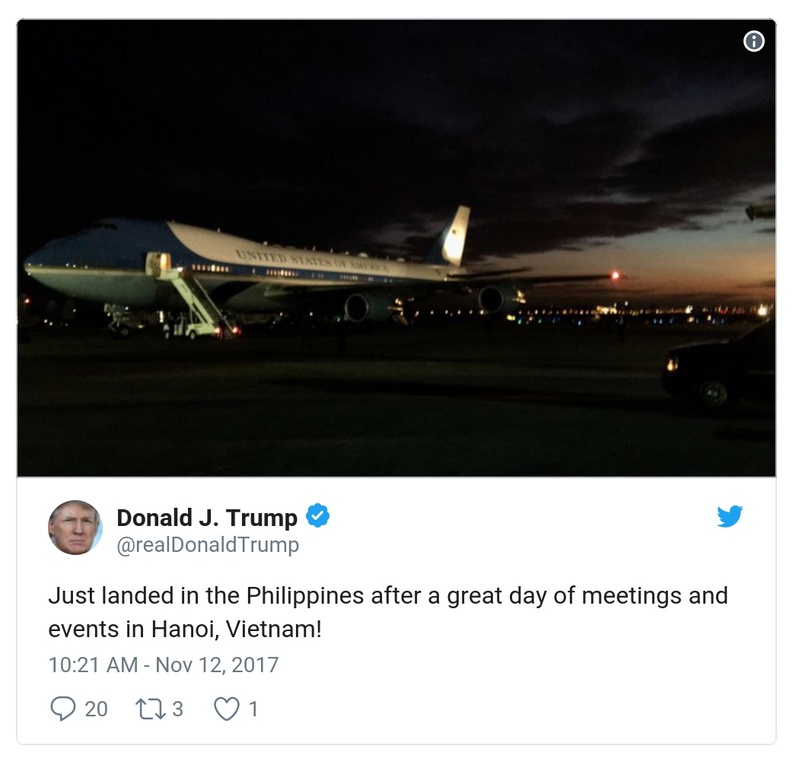 UNITED STATES OF AMERICA
Donald J. Trump
@realDonaldTrump
Just landed in the Philippines after a great day of meetings and
events in Hanoi, Vietnam!
10:21 AM - Nov 12, 2017
20 3 1